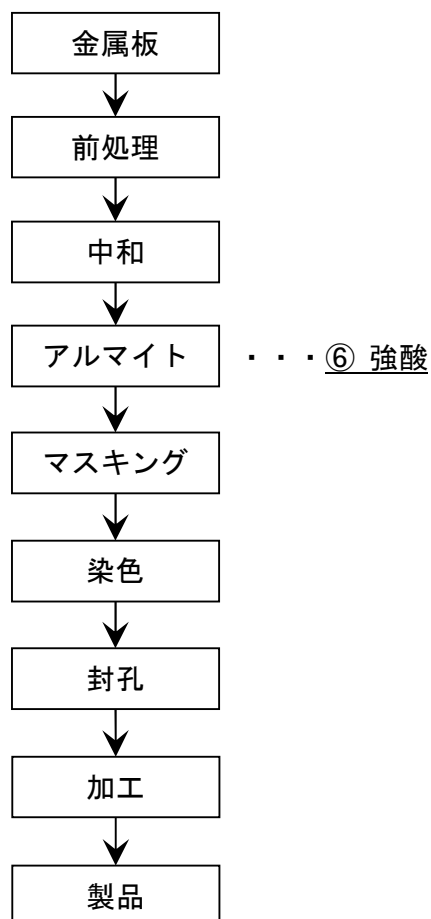 金属板
前処理
中和
アルマイト ・・・⑥ 強酸
マスキング
染色
封孔
加工
製品